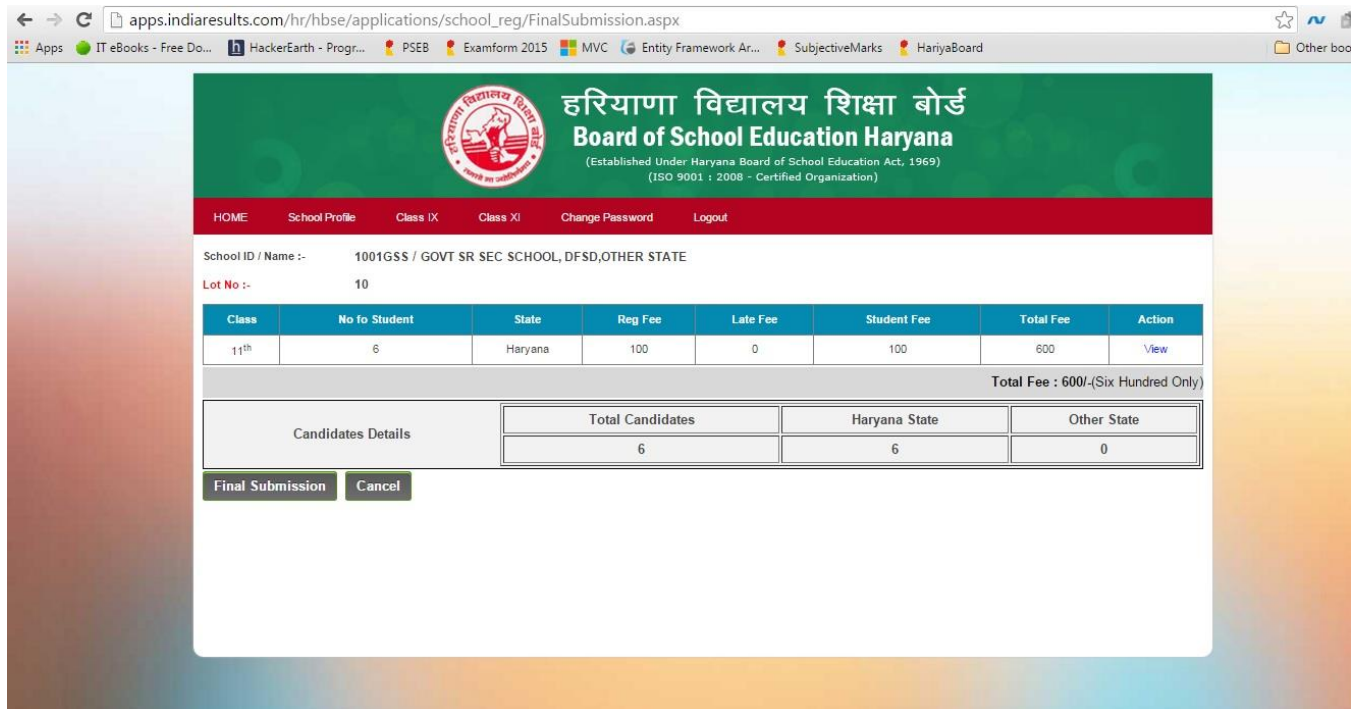 apps.indiaresults.com/hr/hbse/applications/school_reg/FinalSubmission.aspx
Apps IT eBooks - Free Do... HackerEarth - Progr... PSEB Examform 2015 MVC Entity Framework Ar... SubjectiveMarks HariyaBoard Other boo
हरियाणा विद्यालय शिक्षा बोर्ड
Board of School Education Haryana
(Established Under Haryana Board of School Education Act, 1969)
(ISO 9001 : 2008 - Certified Organization)
HOME School Profile Class IX Class XI Change Password Logout
School ID / Name :- 1001GSS / GOVT SR SEC SCHOOL, DFSD,OTHER STATE
Lot No :- 10
Class No fo Student State Reg Fee Late Fee Student Fee Total Fee Action
11th 6 Haryana 100 0 100 600 View
Total Fee : 600/-(Six Hundred Only)
Candidates Details Total Candidates Haryana State Other State
6 6 0
Final Submission Cancel